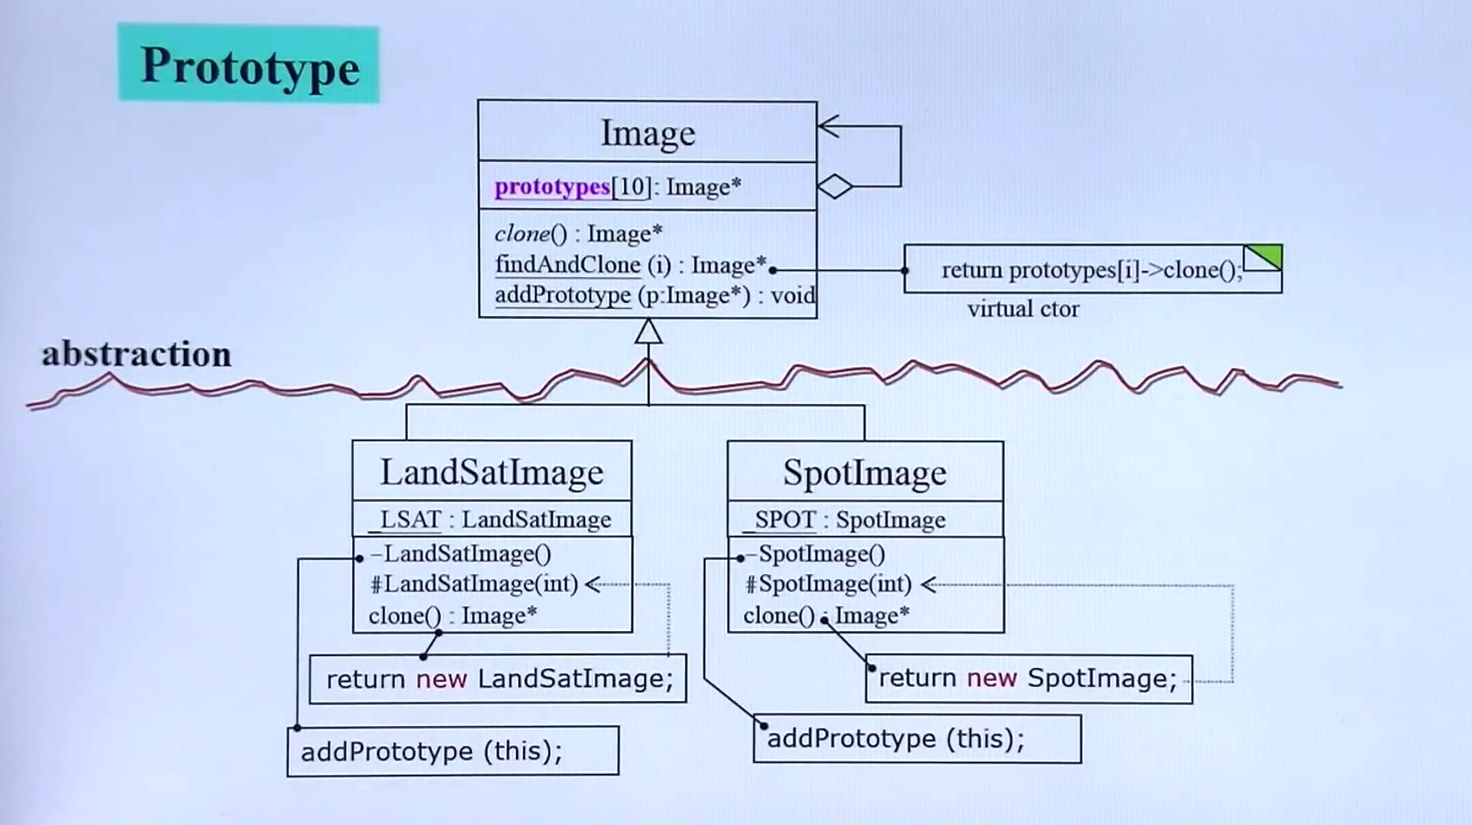 Prototype
Image
prototypes[10]: Image*
clone() : Image*
findAndClone (i) : Image*
addPrototype (p:Image*) : void
return prototypes[i]->clone();
virtual ctor
abstraction
LandSatImage
_LSAT : LandSatImage
–LandSatImage()
#LandSatImage(int)
clone() : Image*
return new LandSatImage;
addPrototype (this);
SpotImage
_SPOT : SpotImage
–SpotImage()
#SpotImage(int)
clone() : Image*
return new SpotImage;
addPrototype (this);